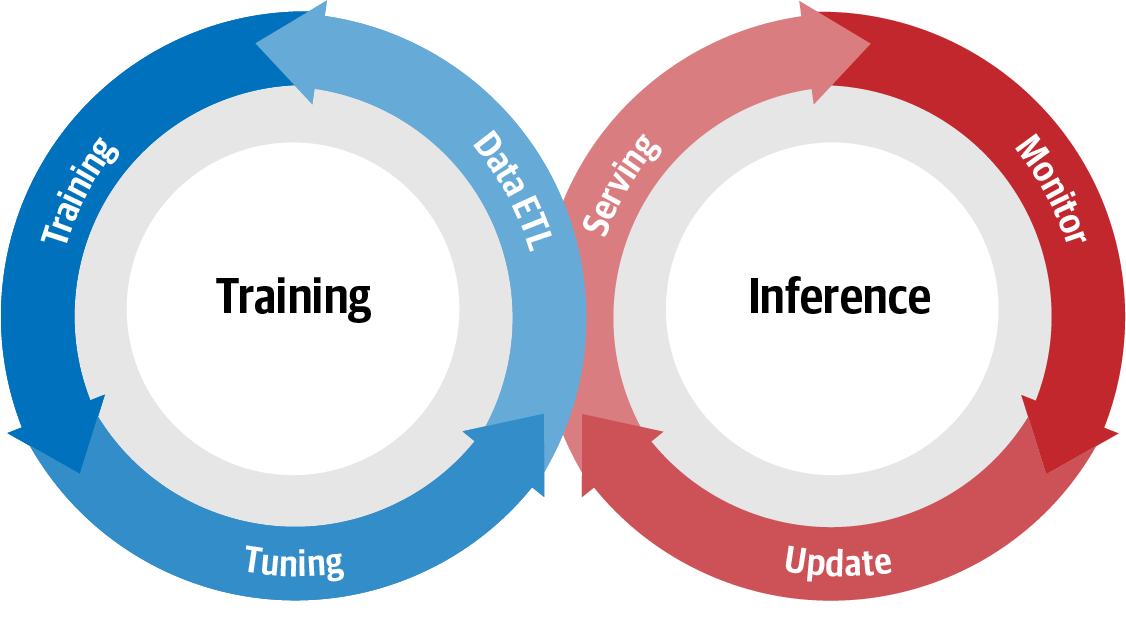 Training
Data ETL
Training
Tuning
Serving
Monitor
Inference
Update